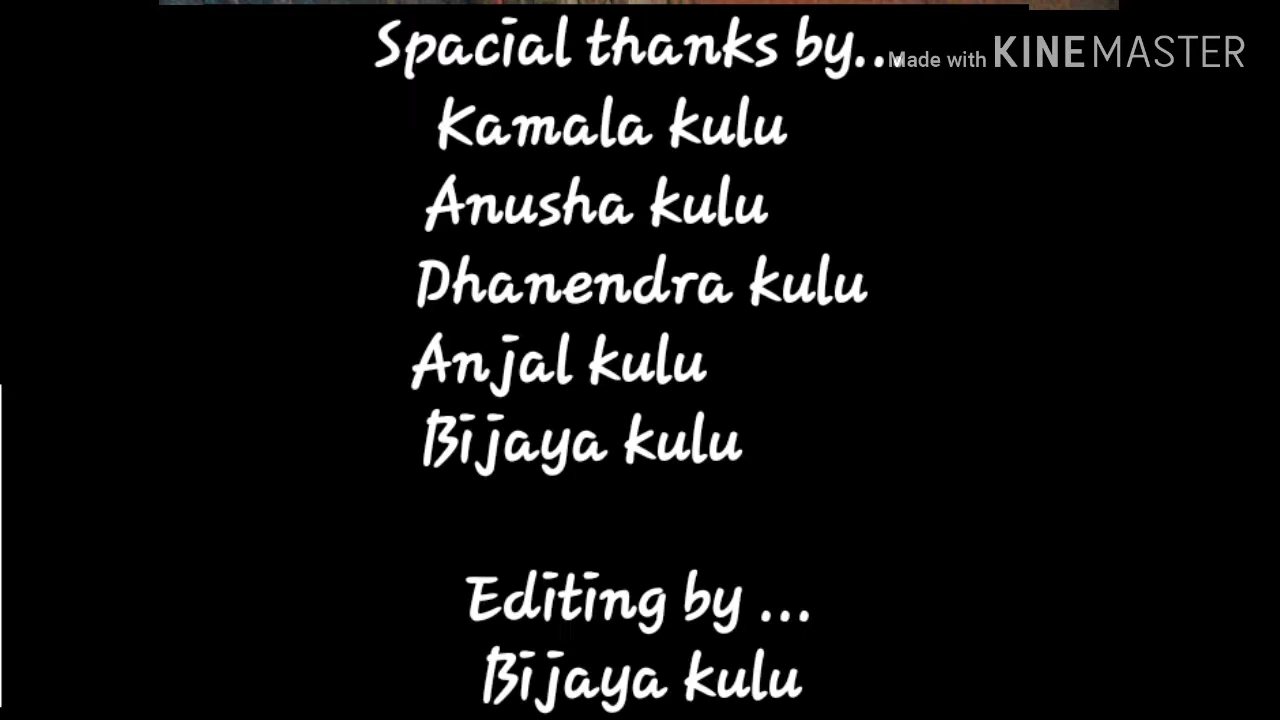 Spacial thanks by...
Made with KINEMASTER
Kamala kulu
Anusha kulu
Dhanendra kulu
Anjal kulu
Bijaya kulu
Editing by ...
Bijaya kulu